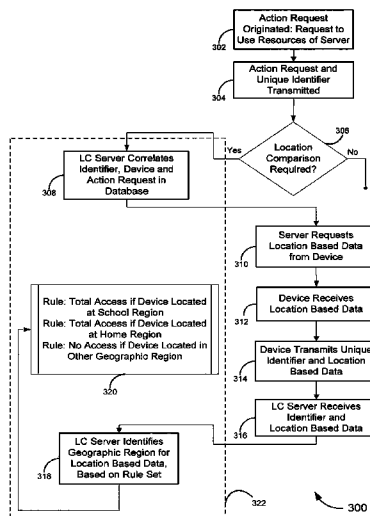 Action Request
Originated: Request to
Use Resources of Server
302
Action Request and
Unique Identifier
Transmitted
304
306
Location
Comparison
Required?
Yes
No
LC Server Correlates
Identifier, Device and
Action Request in
Database
308
Server Requests
Location Based Data
from Device
310
Device Receives
Location Based Data
312
Device Transmits Unique
Identifier and Location
Based Data
314
LC Server Receives
Identifier and
Location Based Data
316
LC Server Identifies
Geographic Region for
Location Based Data,
Based on Rule Set
318
Rule: Total Access if Device Located
at School Region
Rule: Total Access if Device Located
at Home Region
Rule: No Access if Device Located in
Other Geographic Region
320
322
300